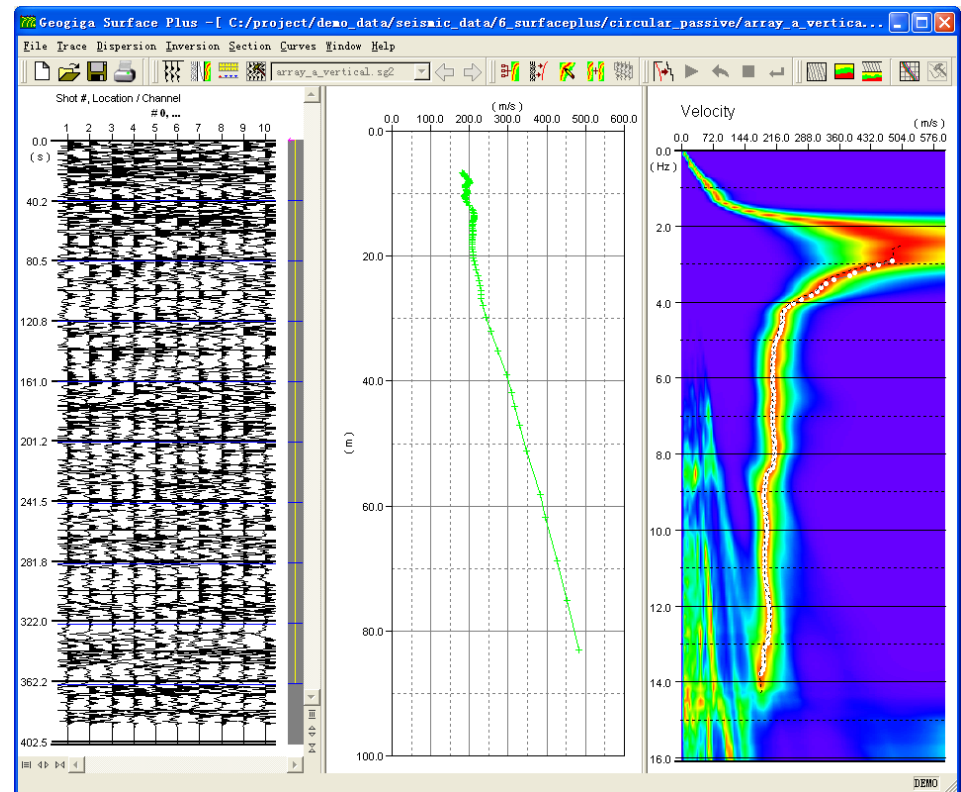 Geogiga Surface Plus -[ C:/project/demo_data/seismic_data/6_surfaceplus/circular_passive/array_a_vertica...
File Trace Dispersion Inversion Section Curves Window Help
array_a_vertical.sg2
Shot #, Location / Channel
# 0, ...
1 2 3 4 5 6 7 8 9 10
0.0
( s )
40.2
80.5
120.8
161.0
201.2
241.5
281.8
322.0
362.2
402.5
( m/s )
0.0 100.0 200.0 300.0 400.0 500.0 600.0
0.0
20.0
40.0
( m )
60.0
80.0
100.0
Velocity
( m/s )
0.0 72.0 144.0 216.0 288.0 360.0 432.0 504.0 576.0
0.0
( Hz )
2.0
4.0
6.0
8.0
10.0
12.0
14.0
16.0
DEMO